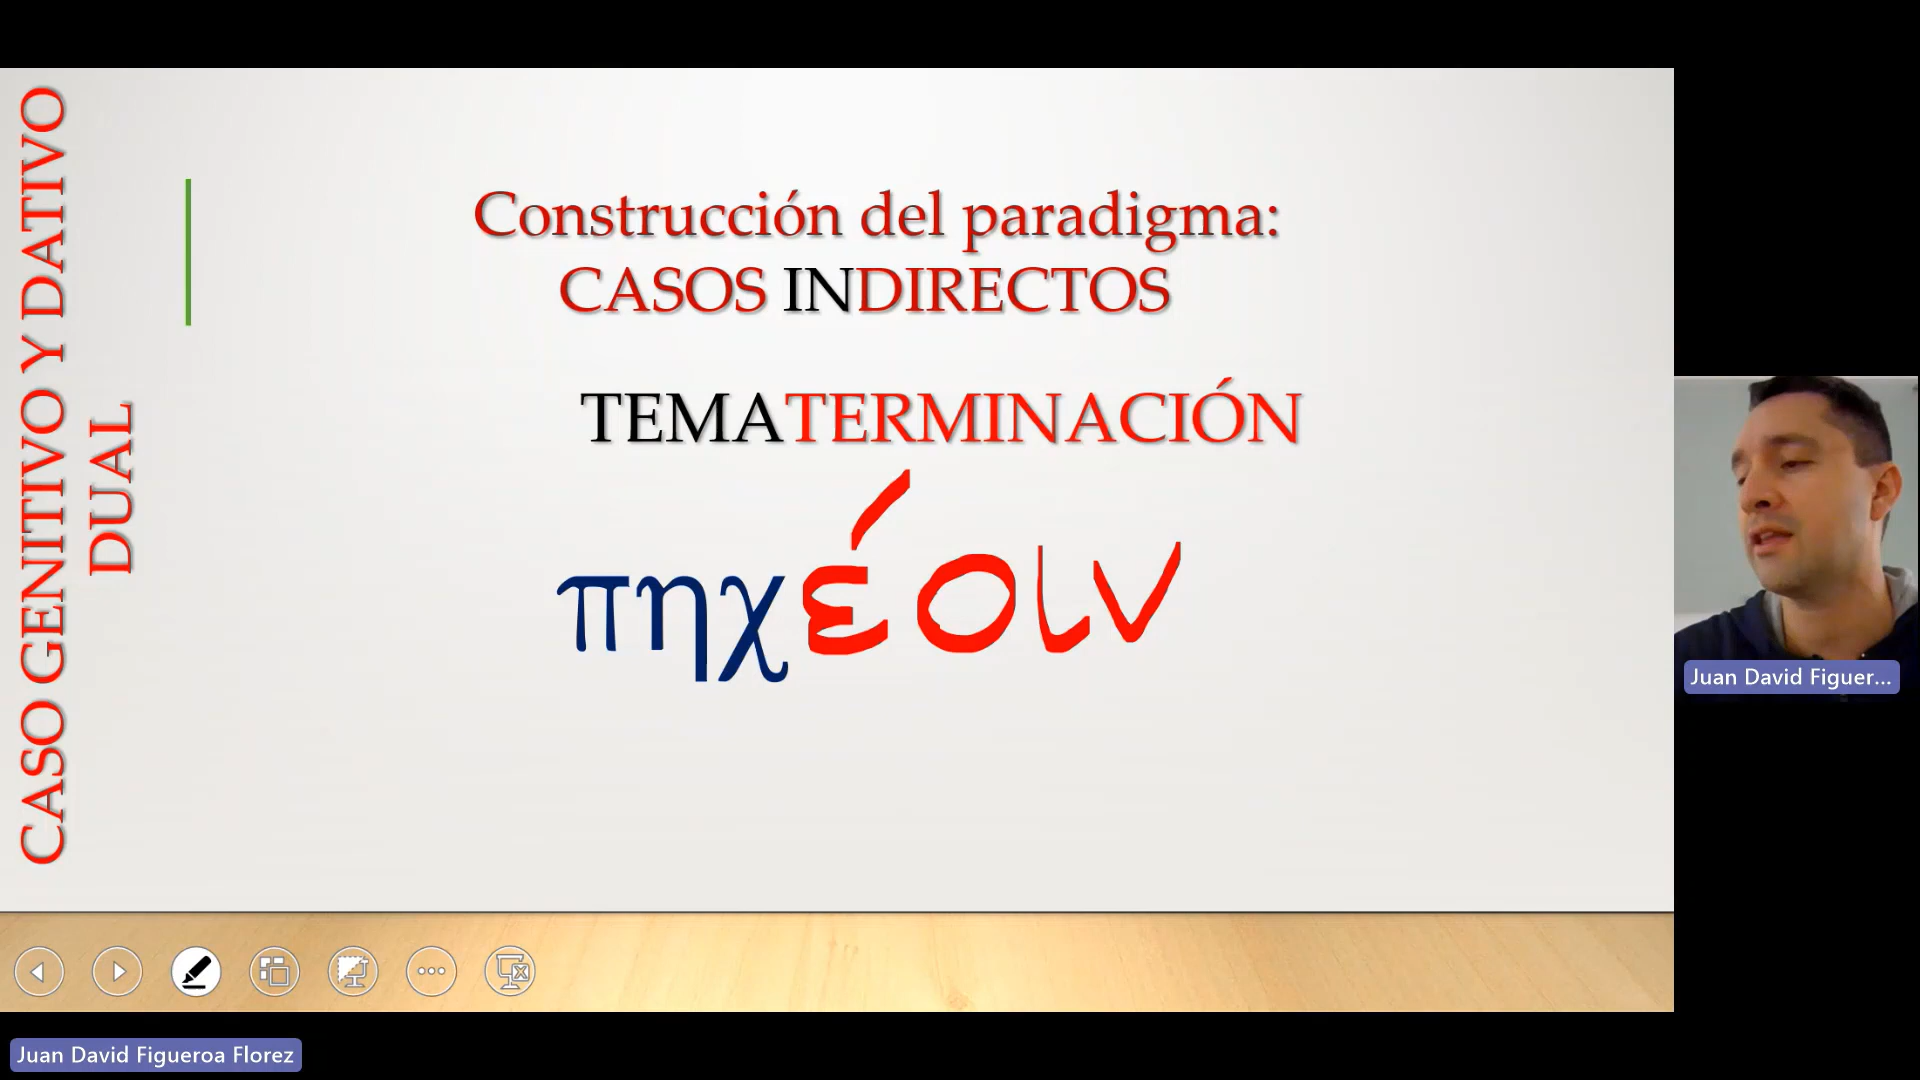 CASO GENITIVO Y DATIVO
DUAL
Construcción del paradigma:
CASOS INDIRECTOS
TEMATERMINACIÓN
πηχέοιν
Juan David Figuer...
Juan David Figueroa Florez